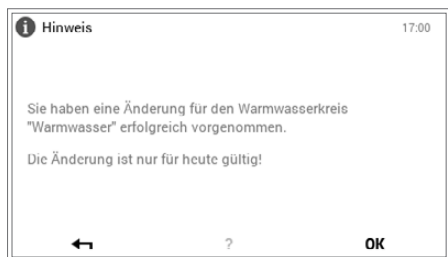 Hinweis 17:00
Sie haben eine Änderung für den Warmwasserkreis
"Warmwasser" erfolgreich vorgenommen.
Die Änderung ist nur für heute gültig!
? OK